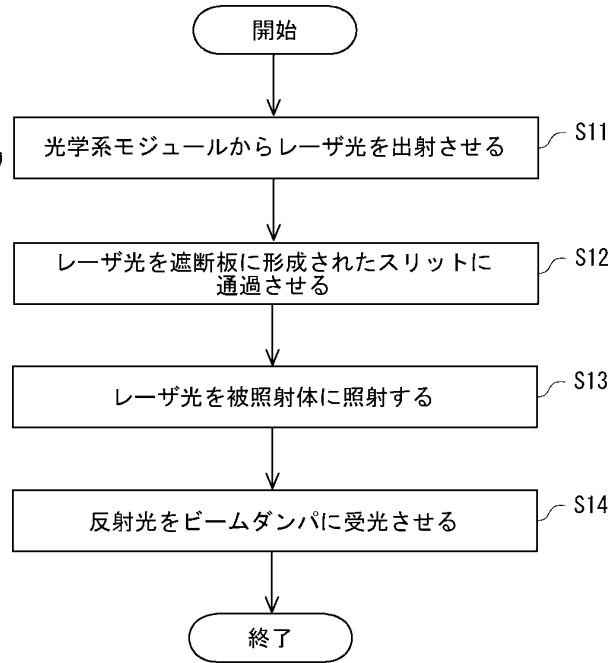 開始
光学系モジュールからレーザ光を出射させる
S11
レーザ光を遮断板に形成されたスリットに
通過させる
S12
レーザ光を被照射体に照射する
S13
反射光をビームダンパに受光させる
S14
終了